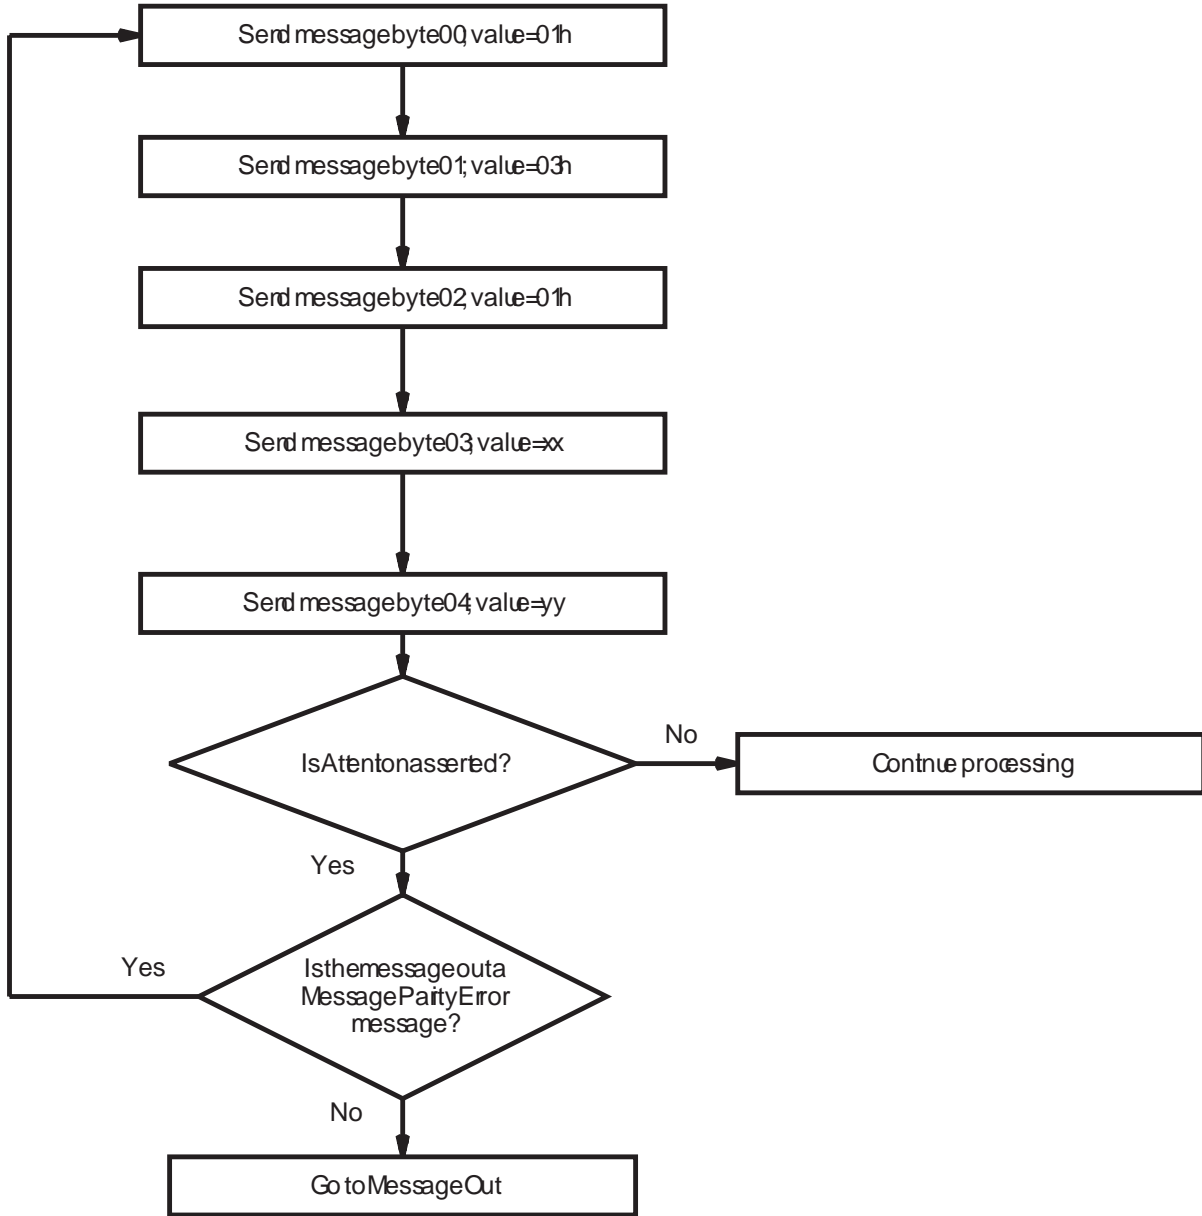 Send message byte 00; value=01h
Send message byte 01; value=03h
Send message byte 02; value=01h
Send message byte 03; value=xx
Send message byte 04; value=yy
Is Attention asserted?
No
Continue processing
Yes
Yes
Is the message out a
Message Parity Error
message?
No
Go to Message Out